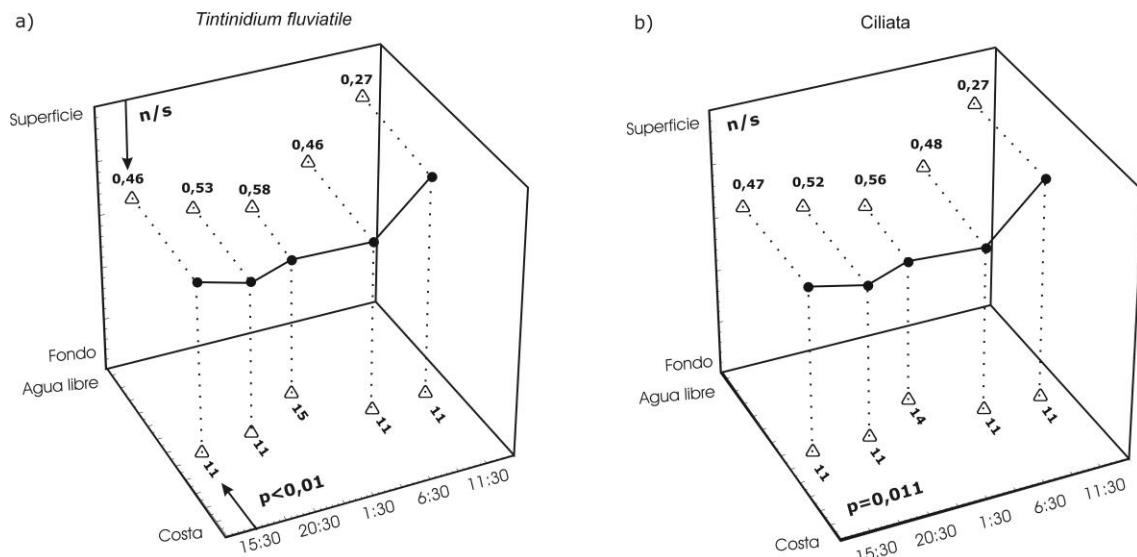 a)
Tintinidium fluviatile
Superficie
n/s
0,46
0,53
0,58
0,46
0,27
Fondo
Agua libre
11
11
15
11
11
p<0,01
Costa
15:30
20:30
1:30
6:30
11:30
b)
Ciliata
Superficie
n/s
0,47
0,52
0,56
0,48
0,27
Fondo
Agua libre
11
11
14
11
11
p=0,011
Costa
15:30
20:30
1:30
6:30
11:30